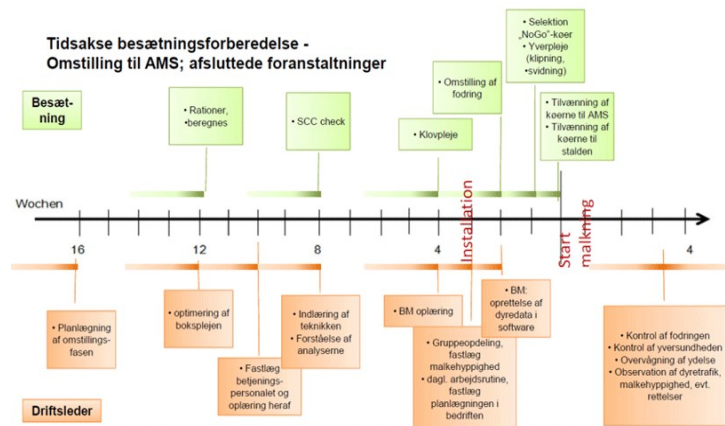 Tidsakse besætningsforberedelse -
Omstilling til AMS; afsluttede foranstaltninger
Besæt-
ning
• Rationer,
•beregnes
• SCC check
• Klovpleje
• Omstilling af
fodring
• Selektion
„NoGo"-køer
• Yverpleje
(klipning,
•svidning)
• Tilvænning af
køerne til AMS
• Tilvænning af
køerne til
stalden
Wochen
Installation
Start
malkning
16
12
8
4
4
• Planlægning
af omstillings-
fasen
optimering af
boksplejen
• Fastlæg
betjenings-
personalet og
oplæring heraf
• Indlæring af
teknikken
• Forståelse af
analyserne
• BM oplæring
• Gruppeopdeling,
fastlæg
malkehyppighed
• dagl. arbejdsrutine,
fastlæg
planlægningen i
bedriften
• BM:
oprettelse af
dyredata i
software
• Kontrol af fodringen
• Kontrol af yversundheden
• Overvågning af ydelse
• Observation af dyretrafik,
malkehyppighed, evt.
rettelser
Driftsleder